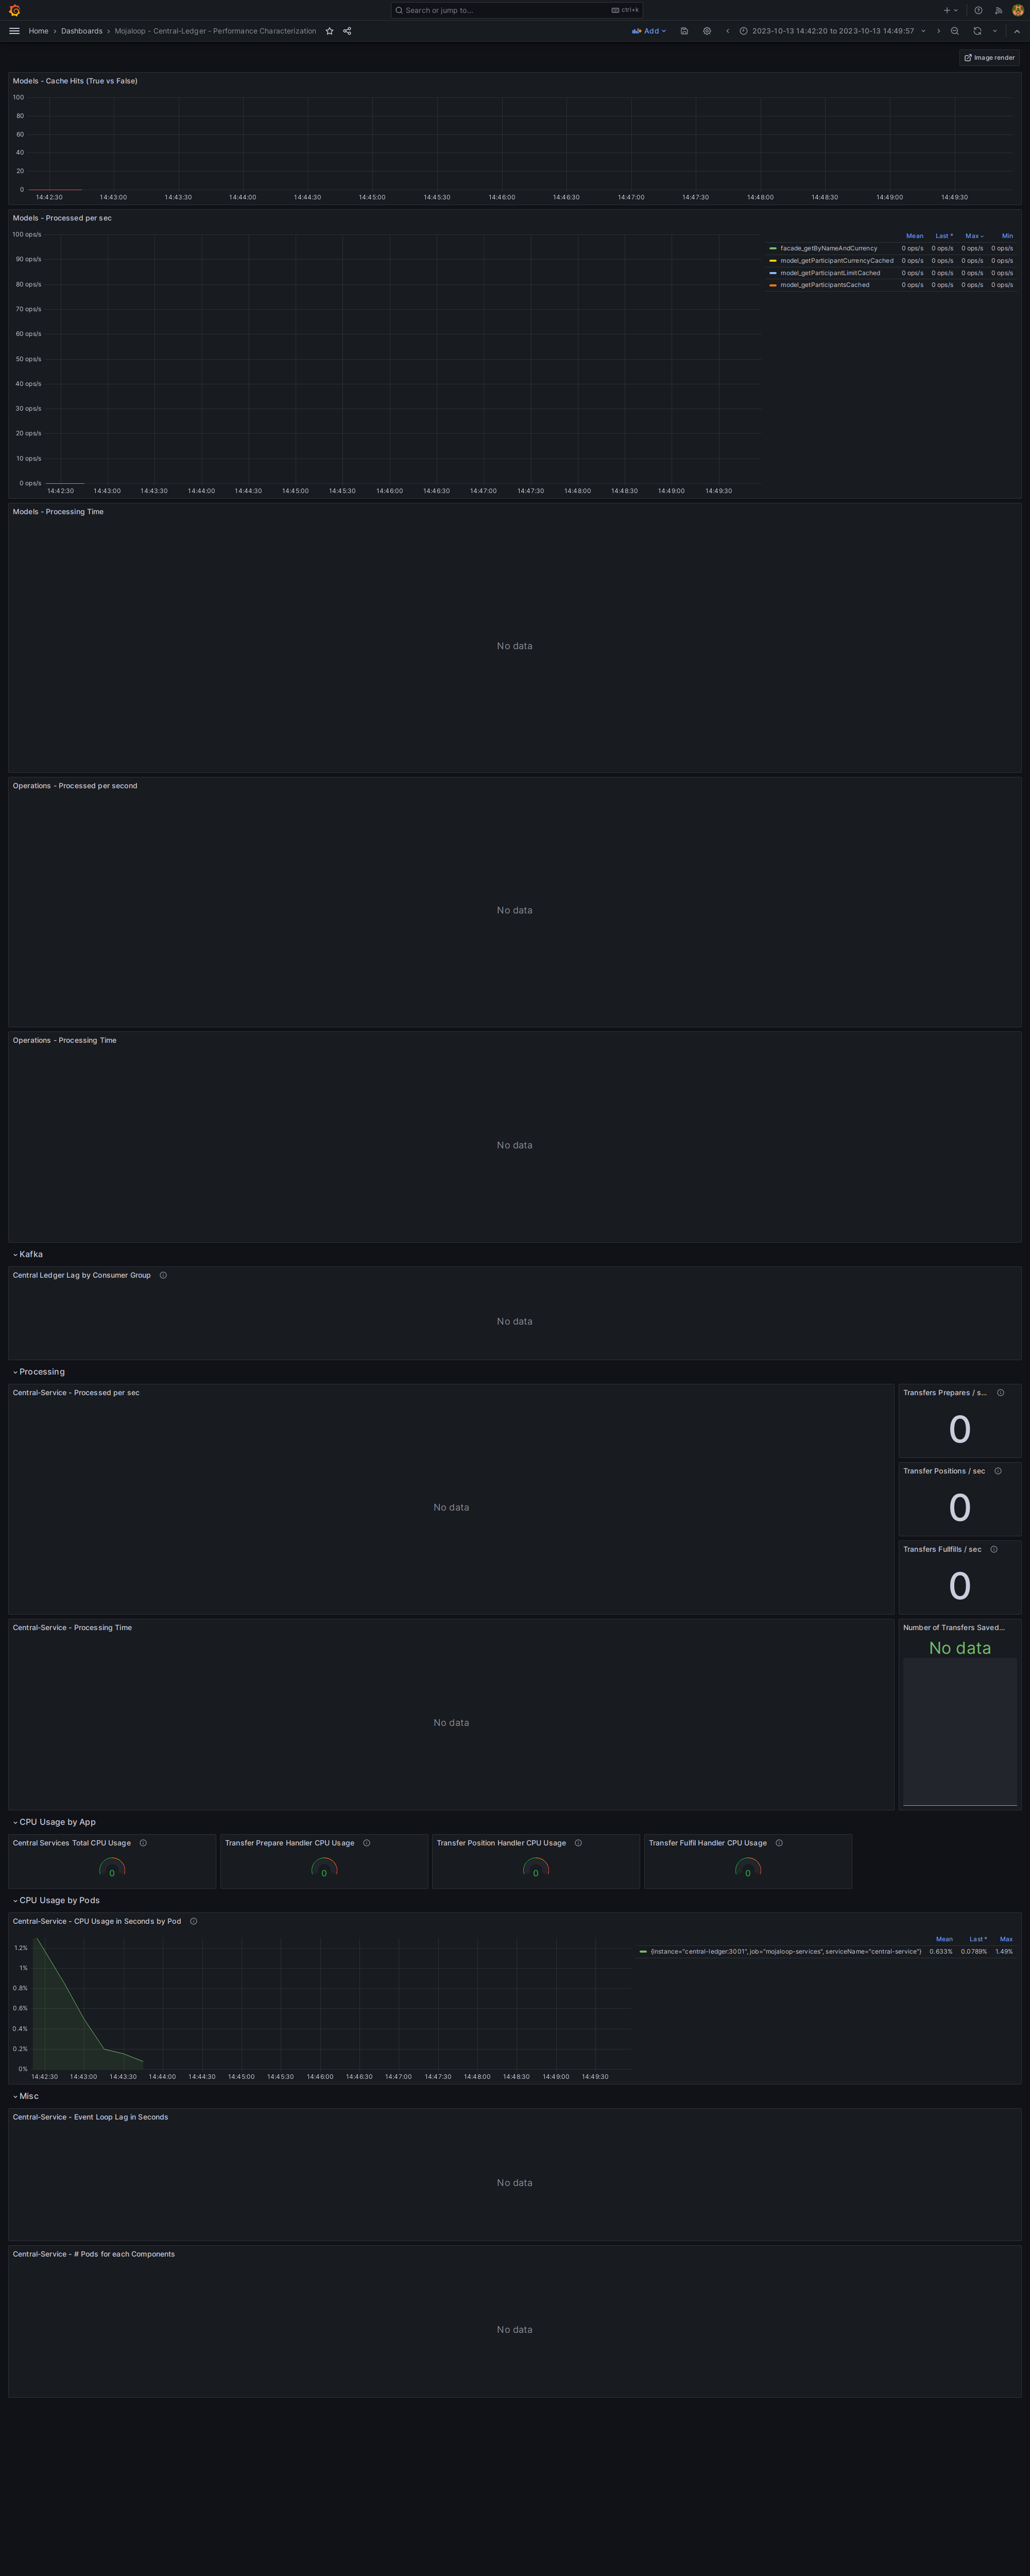 Search or jump to...
ctrl+k
Home › Dashboards › Mojaloop - Central-Ledger - Performance Characterization
Add
2023-10-13 14:42:20 to 2023-10-13 14:49:57
Image render
Models - Cache Hits (True vs False)
100
80
60
40
20
0
14:42:30 14:43:00 14:43:30 14:44:00 14:44:30 14:45:00 14:45:30 14:46:00 14:46:30 14:47:00 14:47:30 14:48:00 14:48:30 14:49:00 14:49:30
Models - Processed per sec
100 ops/s
90 ops/s
80 ops/s
70 ops/s
60 ops/s
50 ops/s
40 ops/s
30 ops/s
20 ops/s
10 ops/s
0 ops/s
14:42:30 14:43:00 14:43:30 14:44:00 14:44:30 14:45:00 14:45:30 14:46:00 14:46:30 14:47:00 14:47:30 14:48:00 14:48:30 14:49:00 14:49:30
Mean Last * Max Min
facade_getByNameAndCurrency 0 ops/s 0 ops/s 0 ops/s 0 ops/s
model_getParticipantCurrencyCached 0 ops/s 0 ops/s 0 ops/s 0 ops/s
model_getParticipantLimitCached 0 ops/s 0 ops/s 0 ops/s 0 ops/s
model_getParticipantsCached 0 ops/s 0 ops/s 0 ops/s 0 ops/s
Models - Processing Time
No data
Operations - Processed per second
No data
Operations - Processing Time
No data
Kafka
Central Ledger Lag by Consumer Group
No data
Processing
Central-Service - Processed per sec
No data
Transfers Prepares / s...
0
Transfer Positions / sec
0
Transfers Fullfills / sec
0
Central-Service - Processing Time
No data
Number of Transfers Saved...
No data
CPU Usage by App
Central Services Total CPU Usage
0
Transfer Prepare Handler CPU Usage
0
Transfer Position Handler CPU Usage
0
Transfer Fulfil Handler CPU Usage
0
CPU Usage by Pods
Central-Service - CPU Usage in Seconds by Pod
1.2%
1%
0.8%
0.6%
0.4%
0.2%
0%
14:42:30 14:43:00 14:43:30 14:44:00 14:44:30 14:45:00 14:45:30 14:46:00 14:46:30 14:47:00 14:47:30 14:48:00 14:48:30 14:49:00 14:49:30
Mean Last * Max
{instance="central-ledger:3001", job="mojaloop-services", serviceName="central-service"} 0.633% 0.0789% 1.49%
Misc
Central-Service - Event Loop Lag in Seconds
No data
Central-Service - # Pods for each Components
No data